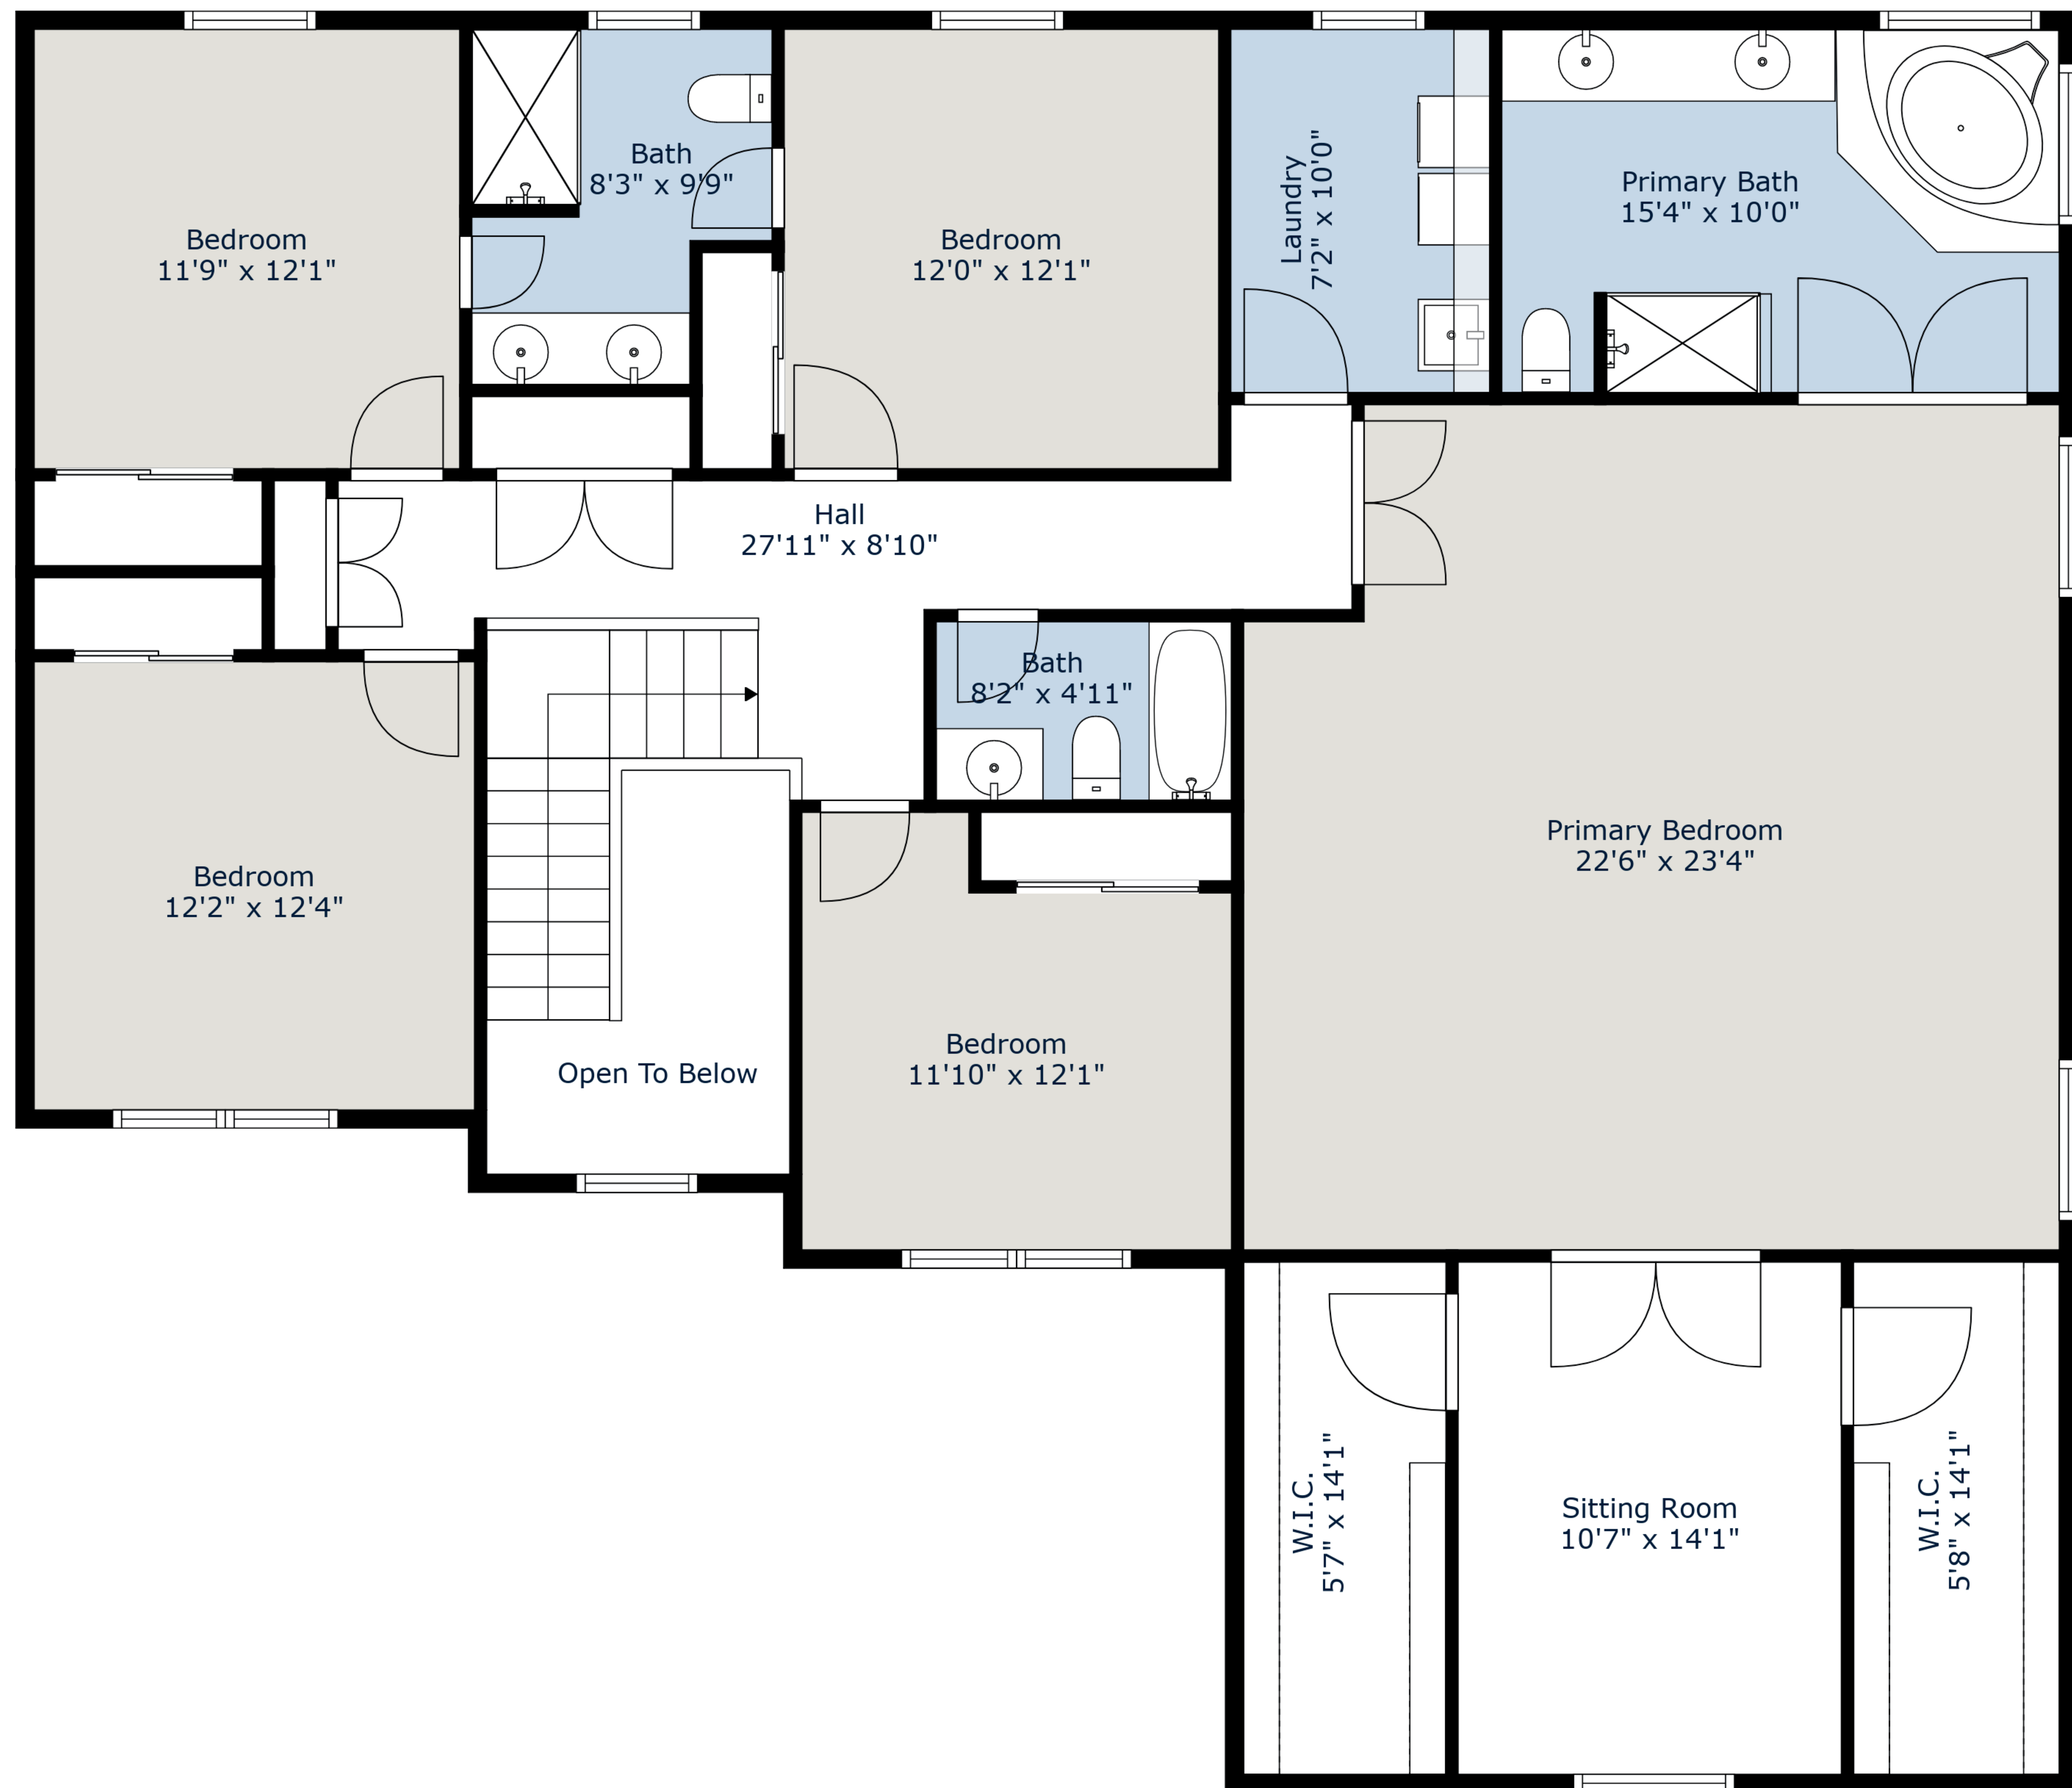 Bedroom
11'9" x 12'1"
Bath
8'3" x 9'9"
Bedroom
12'0" x 12'1"
Laundry
7'2" x 10'0"
Primary Bath
15'4" x 10'0"
Hall
27'11" x 8'10"
Bath
8'2" x 4'11"
Primary Bedroom
22'6" x 23'4"
Bedroom
12'2" x 12'4"
Open To Below
Bedroom
11'10" x 12'1"
W.I.C.
5'7" x 14'1"
Sitting Room
10'7" x 14'1"
W.I.C.
5'8" x 14'1"